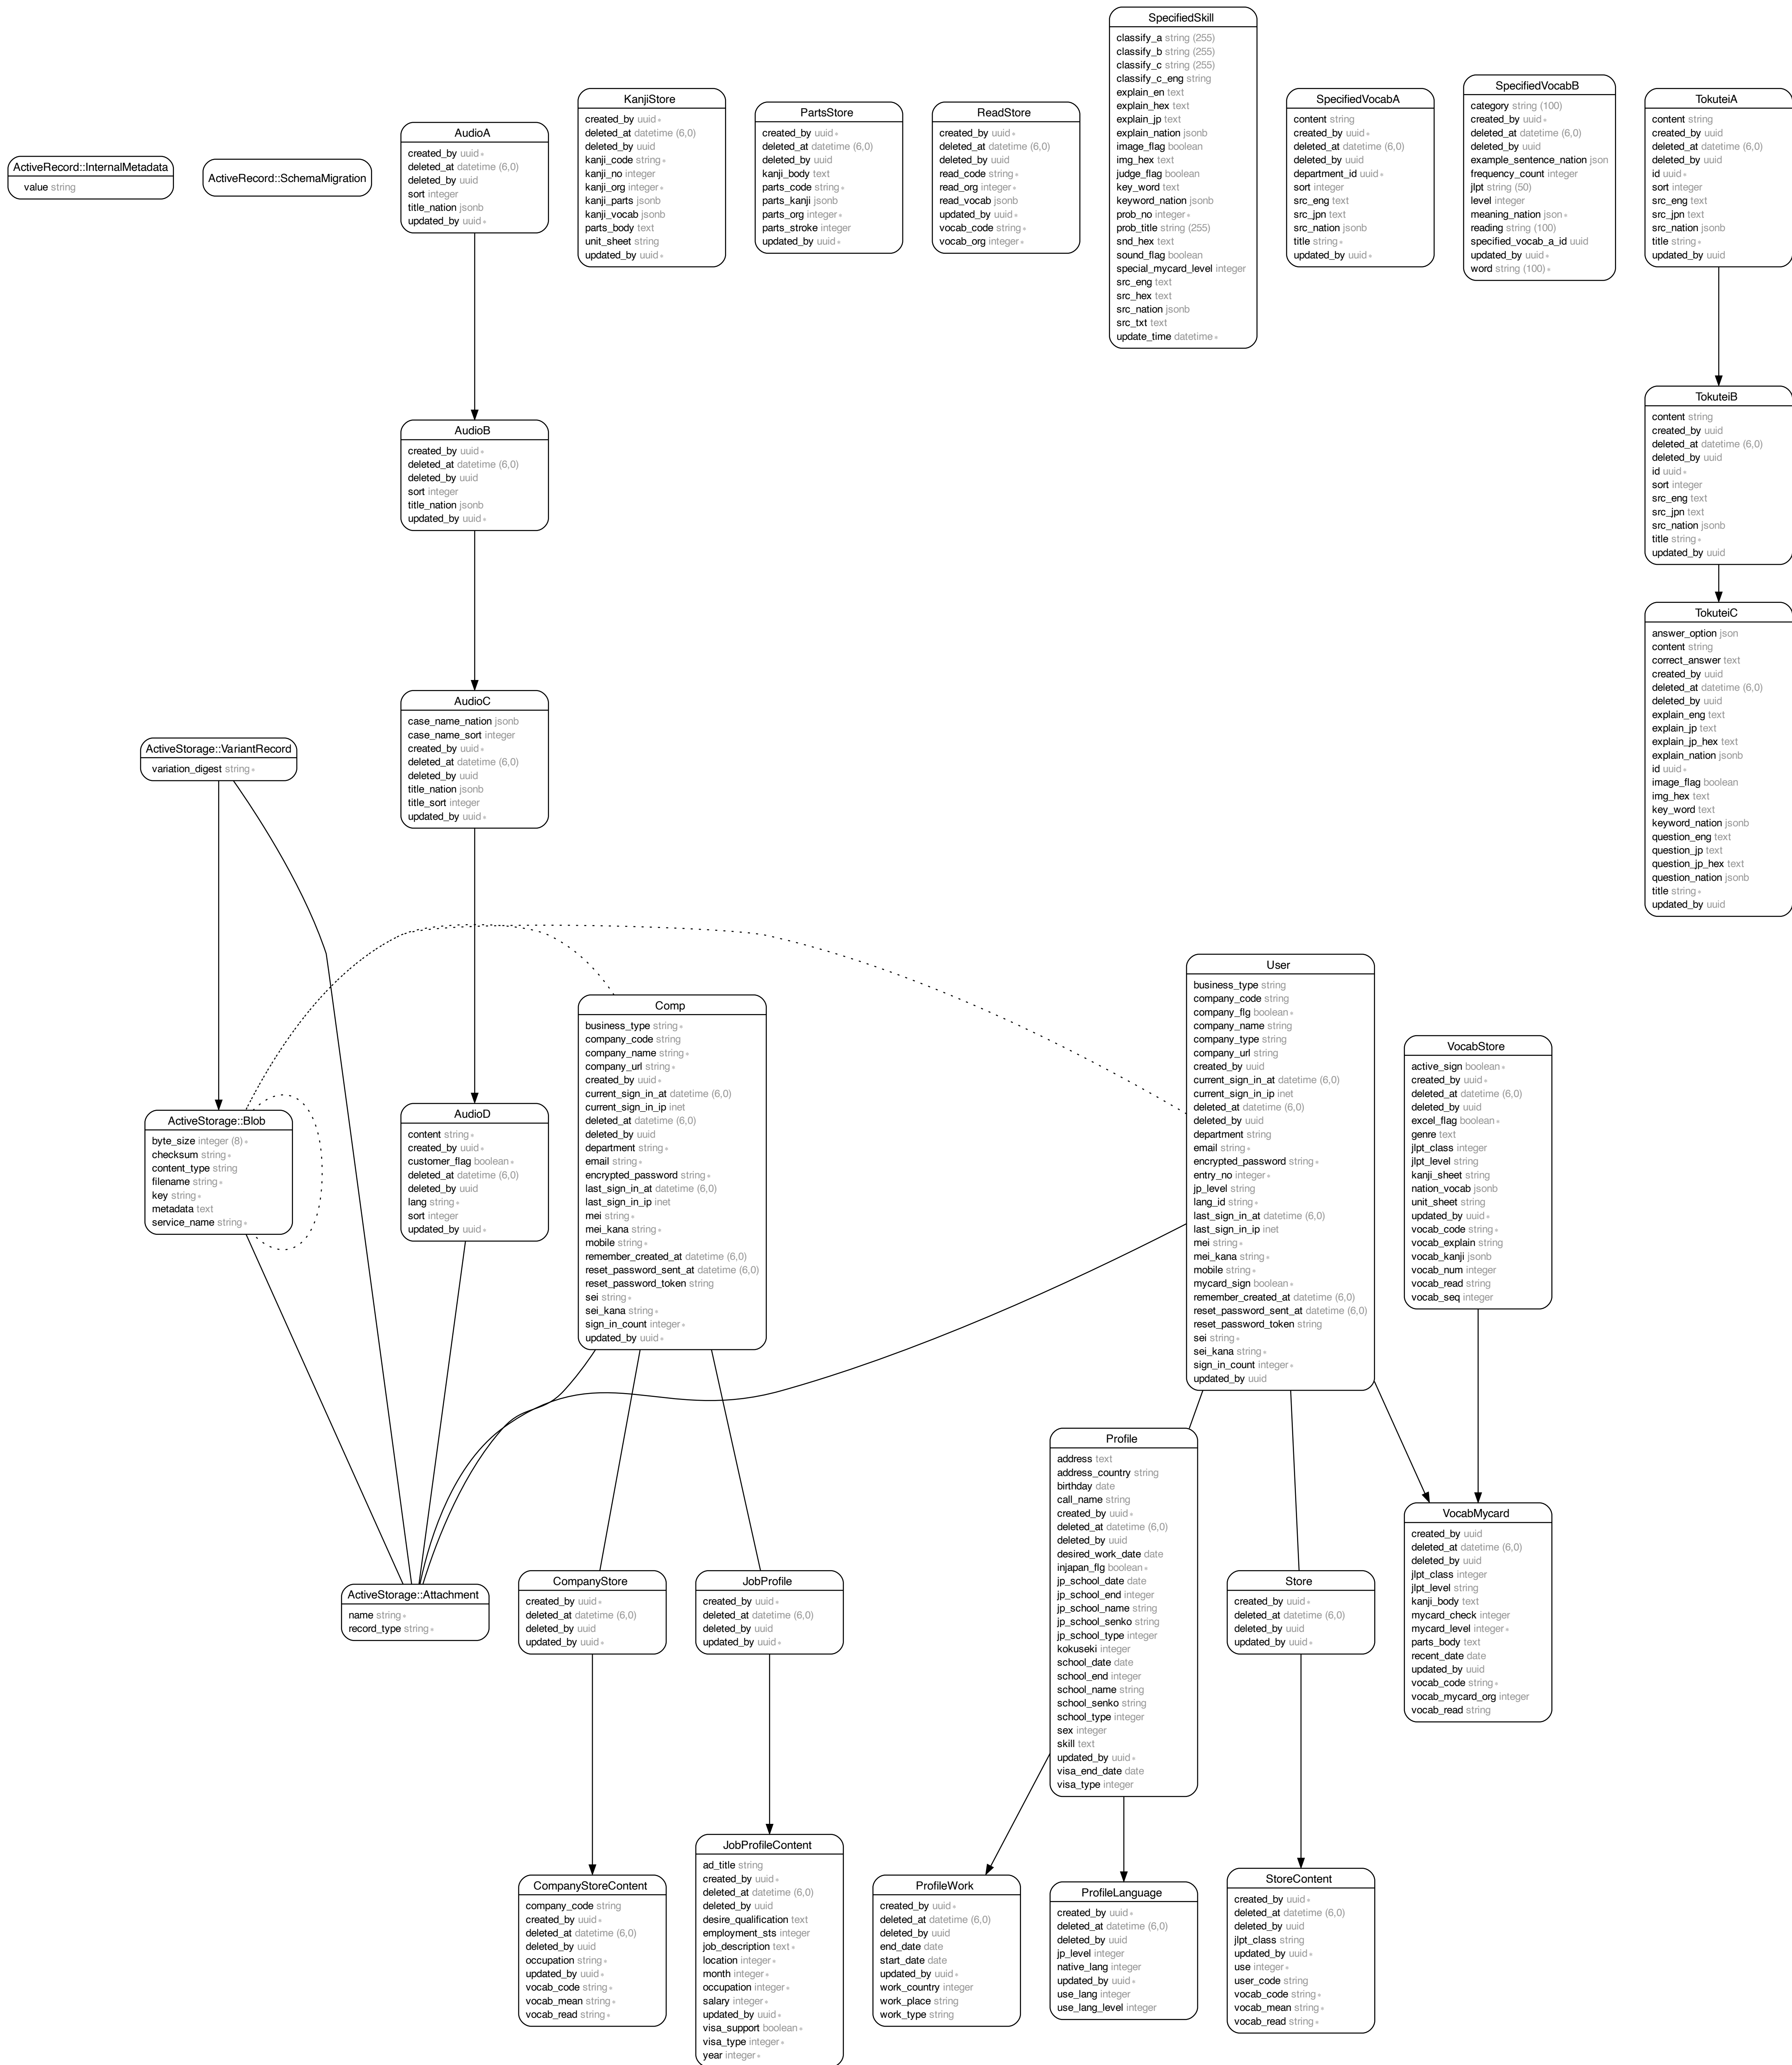 ActiveRecord::InternalMetadata
value string
ActiveRecord::SchemaMigration
AudioA
created_by uuid ∗
deleted_at datetime (6,0)
deleted_by uuid
sort integer
title_nation jsonb
updated_by uuid ∗
KanjiStore
created_by uuid ∗
deleted_at datetime (6,0)
deleted_by uuid
kanji_code string ∗
kanji_no integer
kanji_org integer ∗
kanji_parts jsonb
kanji_vocab jsonb
parts_body text
unit_sheet string
updated_by uuid ∗
PartsStore
created_by uuid ∗
deleted_at datetime (6,0)
deleted_by uuid
kanji_body text
parts_code string ∗
parts_kanji jsonb
parts_org integer ∗
parts_stroke integer
updated_by uuid ∗
ReadStore
created_by uuid ∗
deleted_at datetime (6,0)
deleted_by uuid
read_code string ∗
read_org integer ∗
read_vocab jsonb
updated_by uuid ∗
vocab_code string ∗
vocab_org integer ∗
SpecifiedSkill
classify_a string (255)
classify_b string (255)
classify_c string (255)
classify_c_eng string
explain_en text
explain_hex text
explain_jp text
explain_nation jsonb
image_flag boolean
img_hex text
judge_flag boolean
key_word text
keyword_nation jsonb
prob_no integer ∗
prob_title string (255)
snd_hex text
sound_flag boolean
special_mycard_level integer
src_eng text
src_hex text
src_nation jsonb
src_txt text
update_time datetime ∗
SpecifiedVocabA
content string
created_by uuid ∗
deleted_at datetime (6,0)
deleted_by uuid
department_id uuid ∗
sort integer
src_eng text
src_jpn text
src_nation jsonb
title string ∗
updated_by uuid ∗
SpecifiedVocabB
category string (100)
created_by uuid ∗
deleted_at datetime (6,0)
deleted_by uuid
example_sentence_nation json
frequency_count integer
jlpt string (50)
level integer
meaning_nation json ∗
reading string (100)
specified_vocab_a_id uuid
updated_by uuid ∗
word string (100) ∗
TokuteiA
content string
created_by uuid
deleted_at datetime (6,0)
deleted_by uuid
id uuid ∗
sort integer
src_eng text
src_jpn text
src_nation jsonb
title string ∗
updated_by uuid
AudioB
created_by uuid ∗
deleted_at datetime (6,0)
deleted_by uuid
sort integer
title_nation jsonb
updated_by uuid ∗
TokuteiB
content string
created_by uuid
deleted_at datetime (6,0)
deleted_by uuid
id uuid ∗
sort integer
src_eng text
src_jpn text
src_nation jsonb
title string ∗
updated_by uuid
TokuteiC
answer_option json
content string
correct_answer text
created_by uuid
deleted_at datetime (6,0)
deleted_by uuid
explain_eng text
explain_jp text
explain_jp_hex text
explain_nation jsonb
id uuid ∗
image_flag boolean
img_hex text
key_word text
keyword_nation jsonb
question_eng text
question_jp text
question_jp_hex text
question_nation jsonb
title string ∗
updated_by uuid
AudioC
case_name_nation jsonb
case_name_sort integer
created_by uuid ∗
deleted_at datetime (6,0)
deleted_by uuid
title_nation jsonb
title_sort integer
updated_by uuid ∗
ActiveStorage::VariantRecord
variation_digest string ∗
ActiveStorage::Blob
byte_size integer (8) ∗
checksum string ∗
content_type string
filename string ∗
key string ∗
metadata text
service_name string ∗
AudioD
content string ∗
created_by uuid ∗
customer_flag boolean ∗
deleted_at datetime (6,0)
deleted_by uuid
lang string ∗
sort integer
updated_by uuid ∗
Comp
business_type string ∗
company_code string
company_name string ∗
company_url string ∗
created_by uuid ∗
current_sign_in_at datetime (6,0)
current_sign_in_ip inet
deleted_at datetime (6,0)
deleted_by uuid
department string ∗
email string ∗
encrypted_password string ∗
last_sign_in_at datetime (6,0)
last_sign_in_ip inet
mei string ∗
mei_kana string ∗
mobile string ∗
remember_created_at datetime (6,0)
reset_password_sent_at datetime (6,0)
reset_password_token string
sei string ∗
sei_kana string ∗
sign_in_count integer ∗
updated_by uuid ∗
User
business_type string
company_code string
company_flg boolean ∗
company_name string
company_type string
company_url string
created_by uuid
current_sign_in_at datetime (6,0)
current_sign_in_ip inet
deleted_at datetime (6,0)
deleted_by uuid
department string
email string ∗
encrypted_password string ∗
entry_no integer ∗
jp_level string
lang_id string ∗
last_sign_in_at datetime (6,0)
last_sign_in_ip inet
mei string ∗
mei_kana string ∗
mobile string ∗
mycard_sign boolean ∗
remember_created_at datetime (6,0)
reset_password_sent_at datetime (6,0)
reset_password_token string
sei string ∗
sei_kana string ∗
sign_in_count integer ∗
updated_by uuid
VocabStore
active_sign boolean ∗
created_by uuid ∗
deleted_at datetime (6,0)
deleted_by uuid
excel_flag boolean ∗
genre text
jlpt_class integer
jlpt_level string
kanji_sheet string
nation_vocab jsonb
unit_sheet string
updated_by uuid ∗
vocab_code string ∗
vocab_explain string
vocab_kanji jsonb
vocab_num integer
vocab_read string
vocab_seq integer
Profile
address text
address_country string
birthday date
call_name string
created_by uuid ∗
deleted_at datetime (6,0)
deleted_by uuid
desired_work_date date
injapan_flg boolean ∗
jp_school_date date
jp_school_end integer
jp_school_name string
jp_school_senko string
jp_school_type integer
kokuseki integer
school_date date
school_end integer
school_name string
school_senko string
school_type integer
sex integer
skill text
updated_by uuid ∗
visa_end_date date
visa_type integer
VocabMycard
created_by uuid
deleted_at datetime (6,0)
deleted_by uuid
jlpt_class integer
jlpt_level string
kanji_body text
mycard_check integer
mycard_level integer ∗
parts_body text
recent_date date
updated_by uuid
vocab_code string ∗
vocab_mycard_org integer
vocab_read string
ActiveStorage::Attachment
name string ∗
record_type string ∗
CompanyStore
created_by uuid ∗
deleted_at datetime (6,0)
deleted_by uuid
updated_by uuid ∗
JobProfile
created_by uuid ∗
deleted_at datetime (6,0)
deleted_by uuid
updated_by uuid ∗
Store
created_by uuid ∗
deleted_at datetime (6,0)
deleted_by uuid
updated_by uuid ∗
CompanyStoreContent
company_code string
created_by uuid ∗
deleted_at datetime (6,0)
deleted_by uuid
occupation string ∗
updated_by uuid ∗
vocab_code string ∗
vocab_mean string ∗
vocab_read string ∗
JobProfileContent
ad_title string
created_by uuid ∗
deleted_at datetime (6,0)
deleted_by uuid
desire_qualification text
employment_sts integer
job_description text ∗
location integer ∗
month integer ∗
occupation integer ∗
salary integer ∗
updated_by uuid ∗
visa_support boolean ∗
visa_type integer ∗
year integer ∗
ProfileWork
created_by uuid ∗
deleted_at datetime (6,0)
deleted_by uuid
end_date date
start_date date
updated_by uuid ∗
work_country integer
work_place string
work_type string
ProfileLanguage
created_by uuid ∗
deleted_at datetime (6,0)
deleted_by uuid
jp_level integer
native_lang integer
updated_by uuid ∗
use_lang integer
use_lang_level integer
StoreContent
created_by uuid ∗
deleted_at datetime (6,0)
deleted_by uuid
jlpt_class string
updated_by uuid ∗
use integer ∗
user_code string
vocab_code string ∗
vocab_mean string ∗
vocab_read string ∗